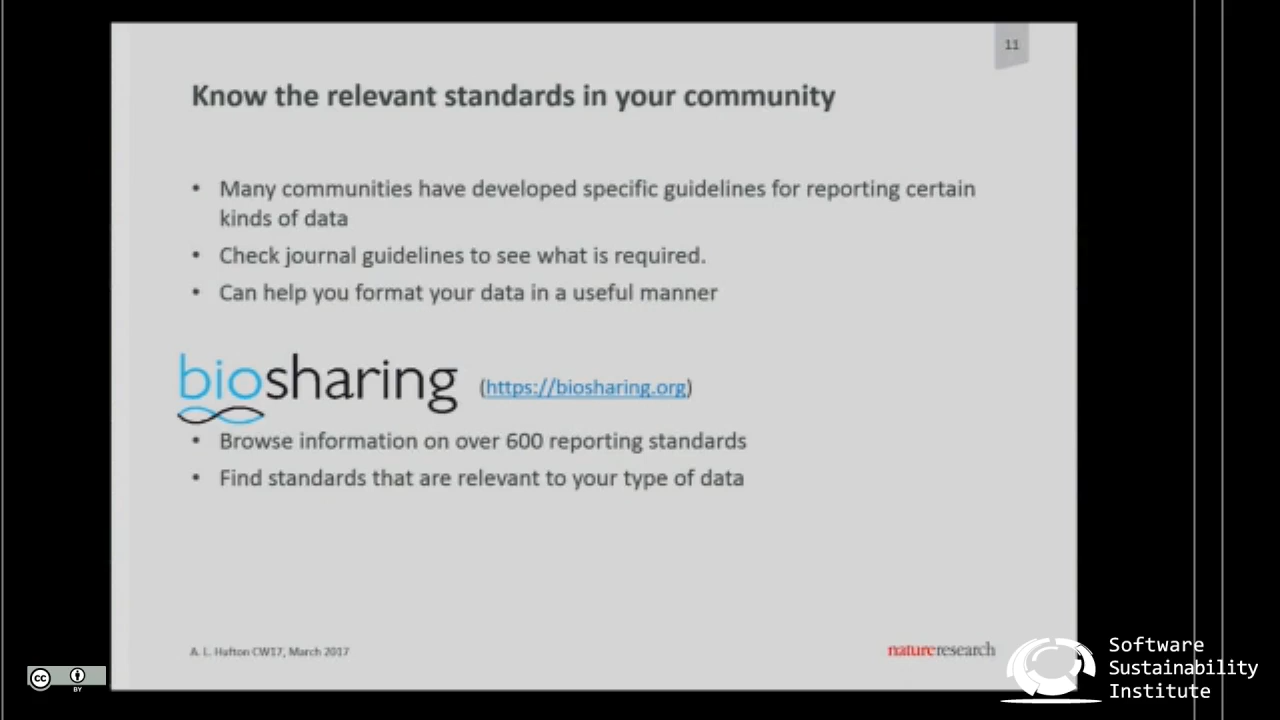 11
Know the relevant standards in your community
• Many communities have developed specific guidelines for reporting certain
kinds of data
• Check journal guidelines to see what is required.
• Can help you format your data in a useful manner
biosharing (https://biosharing.org)
• Browse information on over 600 reporting standards
• Find standards that are relevant to your type of data
A. L. Hufton CW17, March 2017
natureresearch
cc
BY
Software
Sustainability
Institute